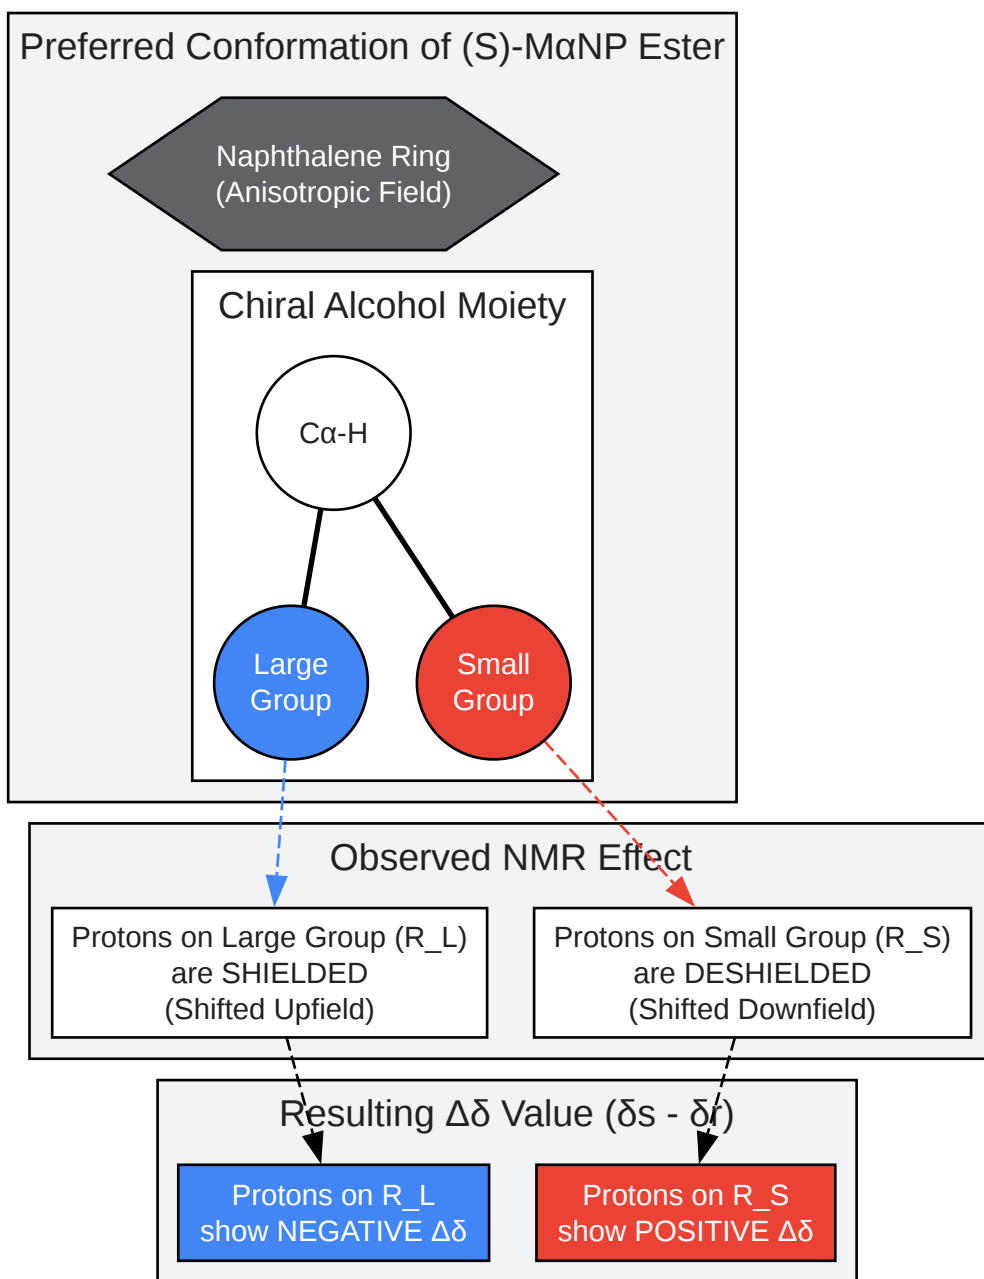 Preferred Conformation of (S)-MαNP Ester
Naphthalene Ring
(Anisotropic Field)
Chiral Alcohol Moiety
Cα-H
Large
Group
Small
Group
Observed NMR Effect
Protons on Large Group (R_L)
are SHIELDED
(Shifted Upfield)
Protons on Small Group (R_S)
are DESHIELDED
(Shifted Downfield)
Resulting Δδ Value (δs - δr)
Protons on R_L
show NEGATIVE Δδ
Protons on R_S
show POSITIVE Δδ